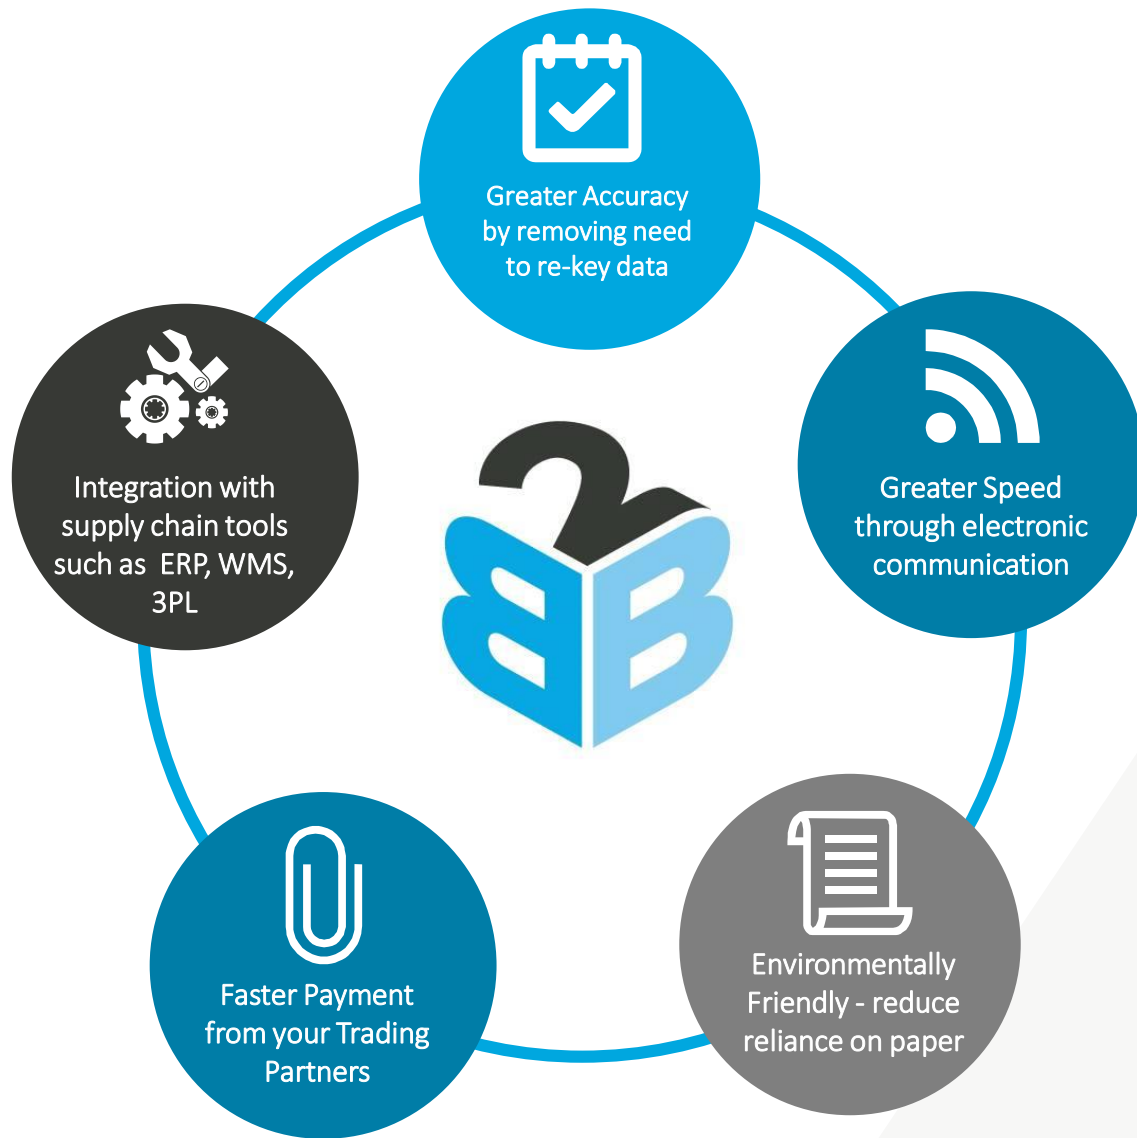 Greater Accuracy
by removing need
to re-key data
Greater Speed
through electronic
communication
Environmentally
Friendly - reduce
reliance on paper
Faster Payment
from your Trading
Partners
Integration with
supply chain tools
such as  ERP, WMS,
3PL
B2B